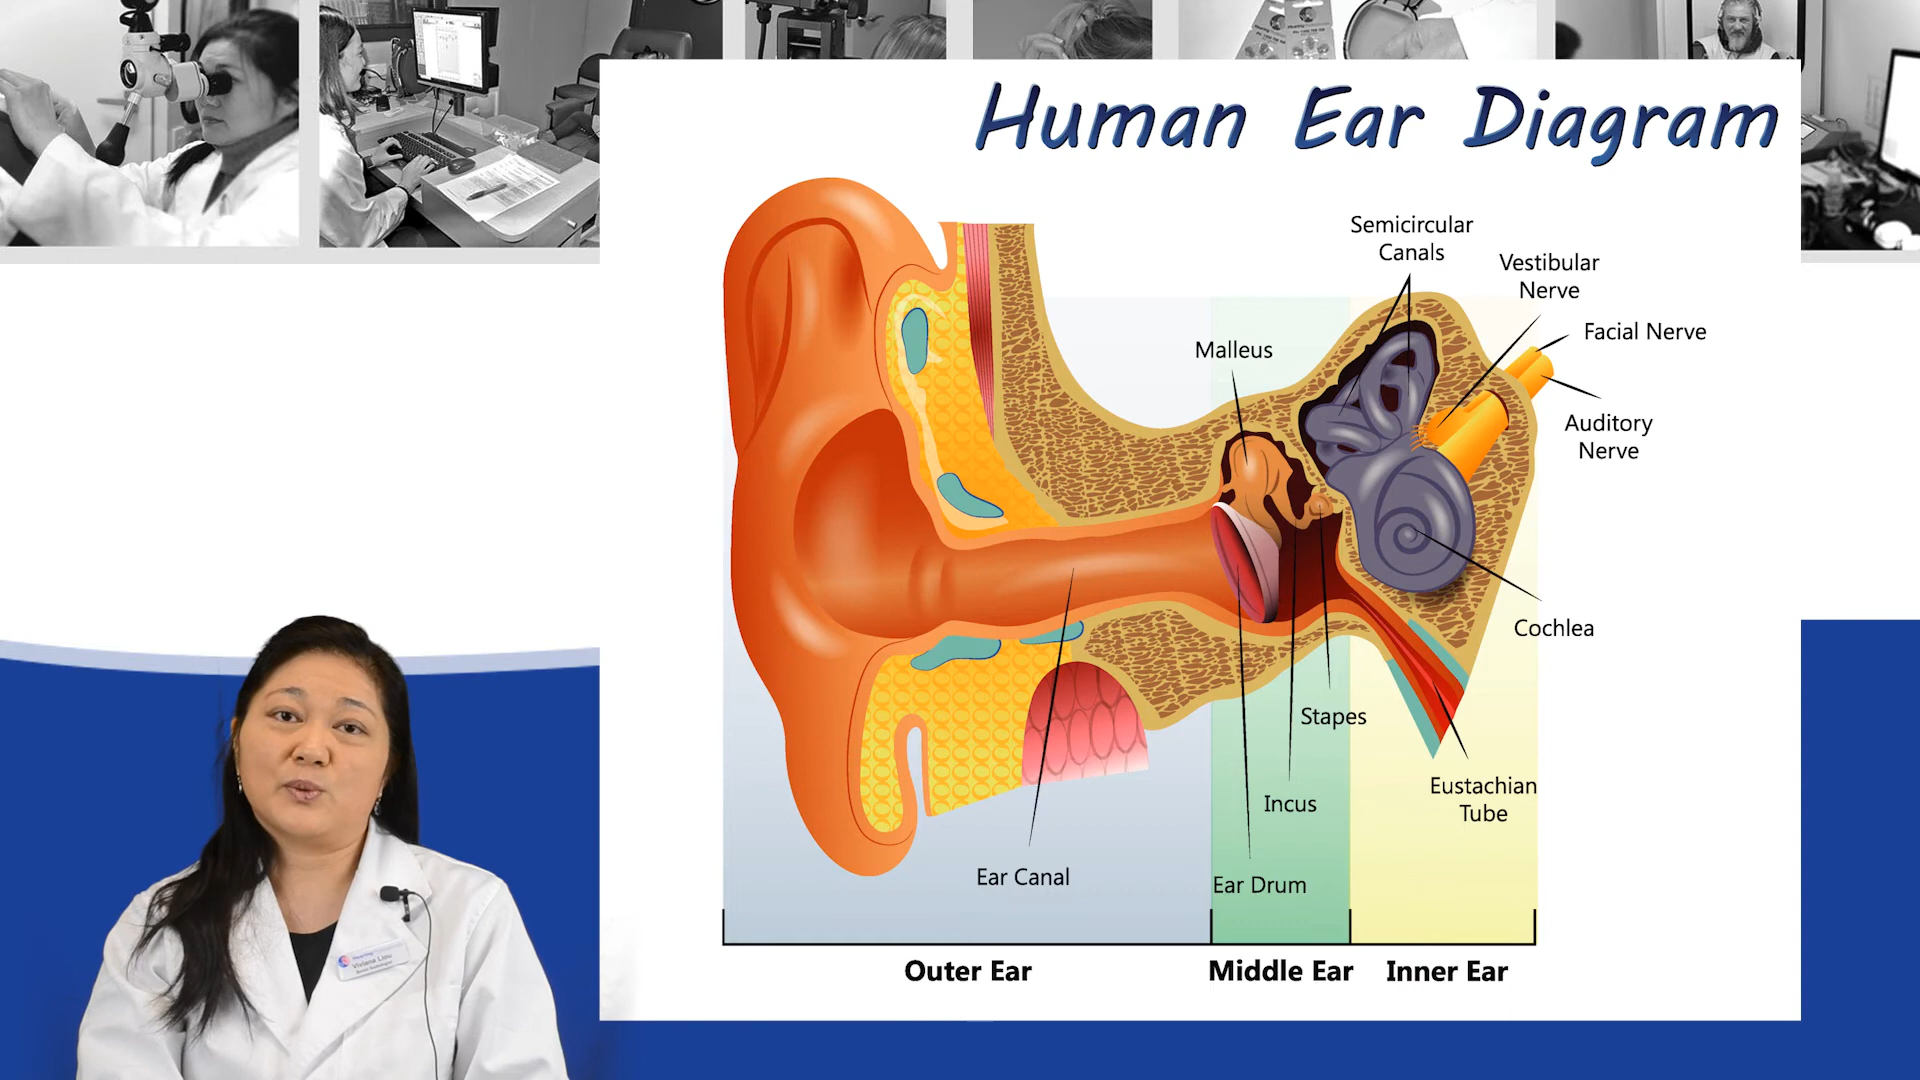 Human Ear Diagram
Semicircular
Canals
Vestibular
Nerve
Facial Nerve
Malleus
Auditory
Nerve
Cochlea
Stapes
Eustachian
Tube
Incus
Ear Canal
Ear Drum
Outer Ear
Middle Ear
Inner Ear